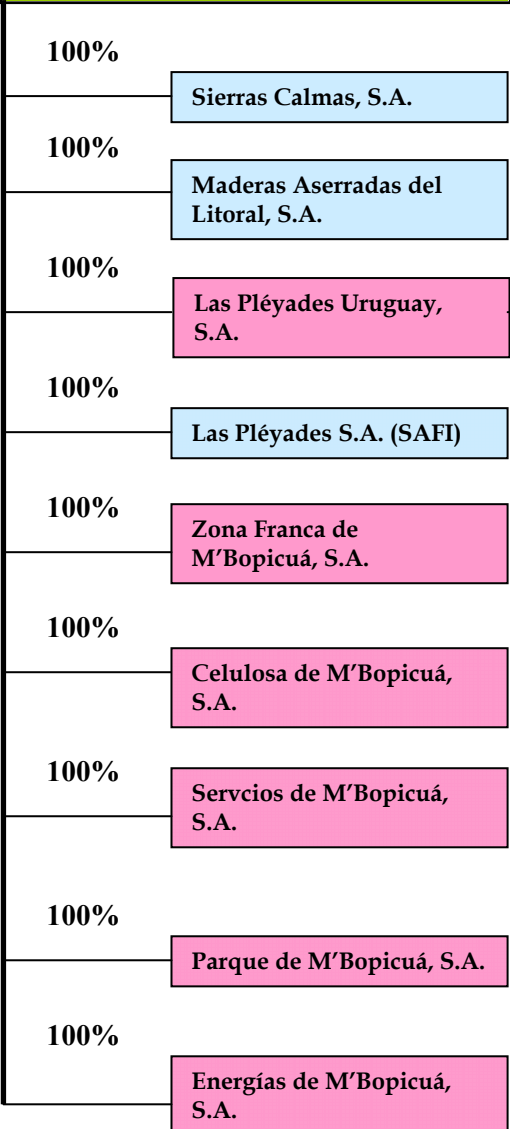 100%
Sierras Calmas, S.A.
100%
Maderas Aserradas del
Litoral, S.A.
100%
Las Pléyades Uruguay,
S.A.
100%
Las Pléyades S.A. (SAFI)
100%
Zona Franca de
M'Bopicuá, S.A.
100%
Celulosa de M'Bopicuá,
S.A.
100%
Servcios de M'Bopicuá,
S.A.
100%
Parque de M'Bopicuá, S.A.
100%
Energías de M'Bopicuá,
S.A.